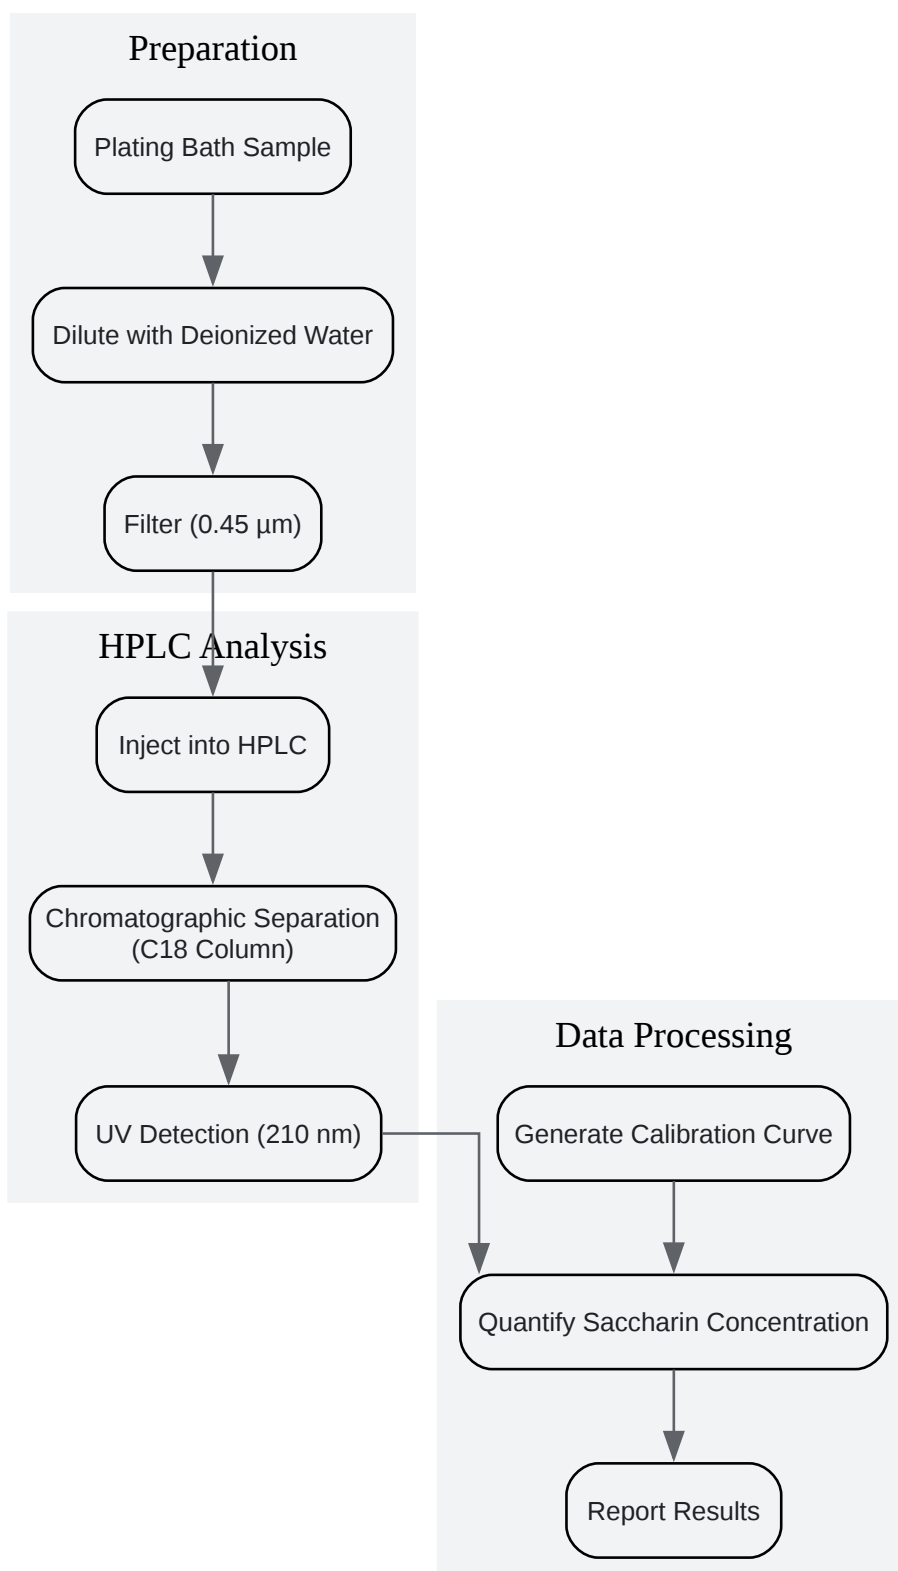 Preparation
Plating Bath Sample
Dilute with Deionized Water
Filter (0.45 µm)
HPLC Analysis
Inject into HPLC
Chromatographic Separation
(C18 Column)
UV Detection (210 nm)
Data Processing
Generate Calibration Curve
Quantify Saccharin Concentration
Report Results